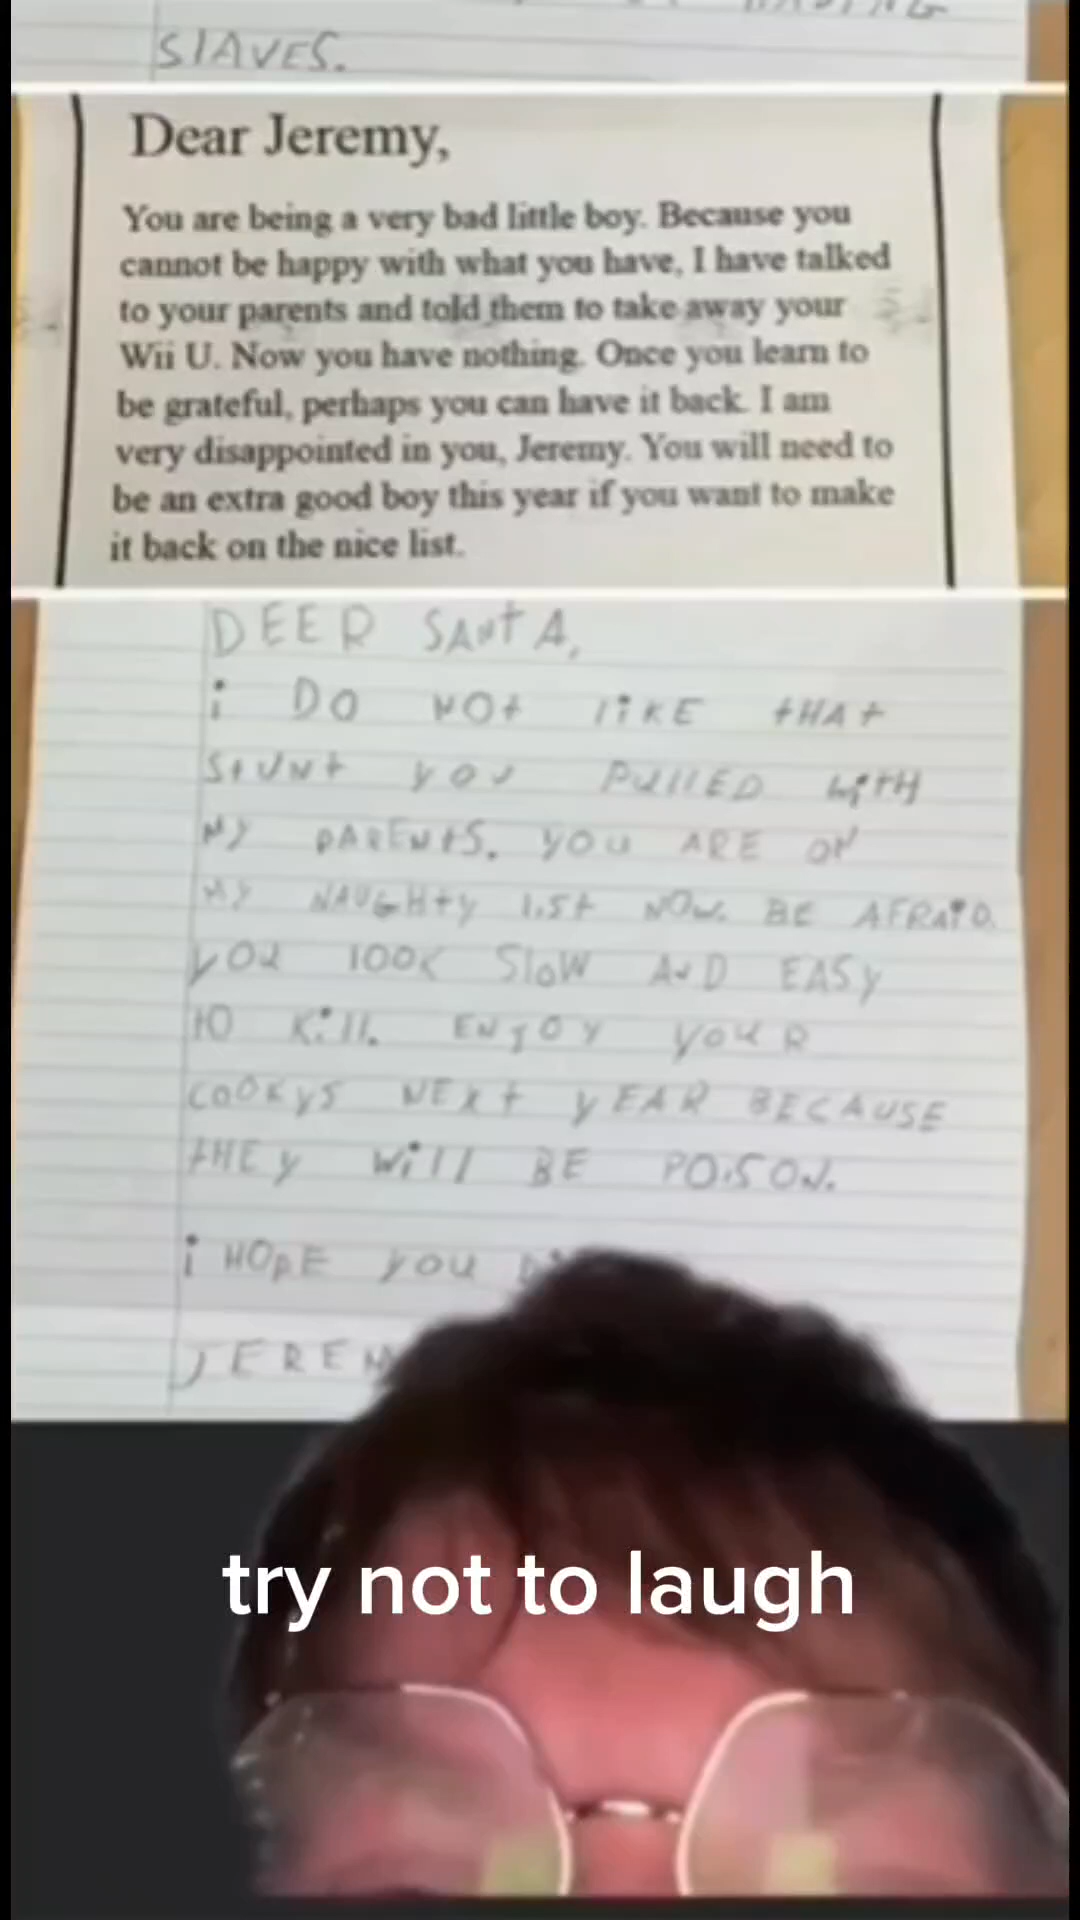 SLAVES.
Dear Jeremy,
You are being a very bad little boy. Because you
cannot be happy with what you have, I have talked
to your parents and told them to take away your
Wii U. Now you have nothing. Once you learn to
be grateful, perhaps you can have it back. I am
very disappointed in you, Jeremy. You will need to
be an extra good boy this year if you want to make
it back on the nice list.
DEER SANTA,
i DO NOt liKE tHAt
StUNt YOU PUllED WitH
MY PARENtS. YOU ARE ON
MY NAUGHtY liSt NOW. BE AFRAiD.
YOU lOOK SlOW AND EASY
tO Kill. ENJOY YOUR
COOKYS NEXt YEAR BECAUSE
tHEY Will BE POiSON.
i HOPE YOU
JEREM
try not to laugh